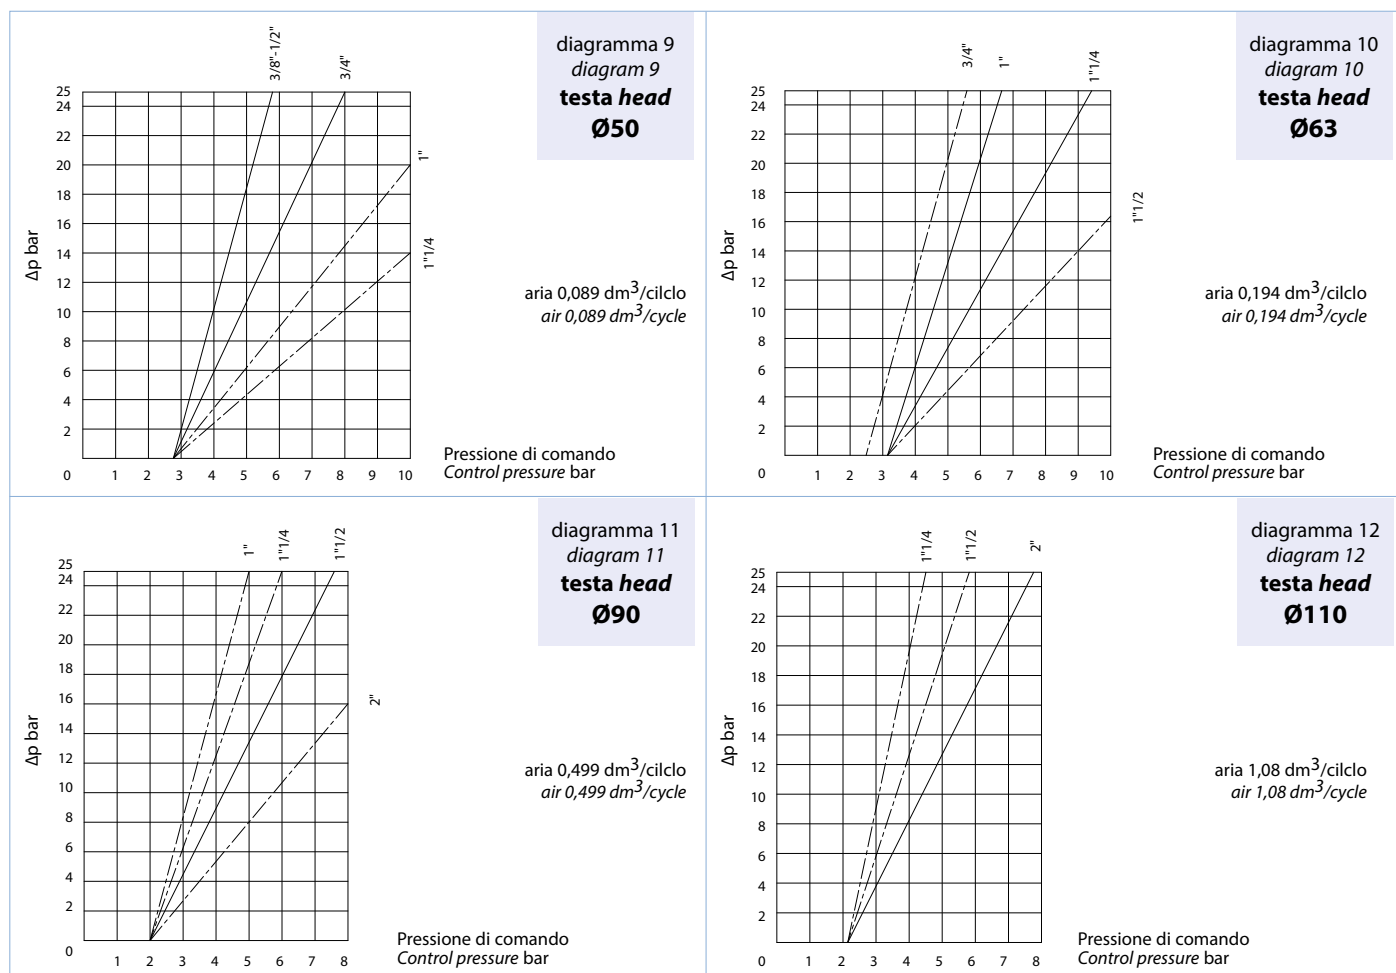 3/8"-1/2"
3/4"
diagramma 9
diagram 9
testa head
Ø50
25
24
22
20
18
16
14
12
10
8
6
4
2
0
Δp bar
1"
1"1/4
aria 0,089 dm3/cilclo
air 0,089 dm3/cycle
Pressione di comando
Control pressure bar
1 2 3 4 5 6 7 8 9 10
3/4"
1"
1"1/4
diagramma 10
diagram 10
testa head
Ø63
25
24
22
20
18
16
14
12
10
8
6
4
2
0
Δp bar
1"1/2
aria 0,194 dm3/cilclo
air 0,194 dm3/cycle
Pressione di comando
Control pressure bar
1 2 3 4 5 6 7 8 9 10
1"
1"1/4
1"1/2
diagramma 11
diagram 11
testa head
Ø90
25
24
22
20
18
16
14
12
10
8
6
4
2
0
Δp bar
2"
aria 0,499 dm3/cilclo
air 0,499 dm3/cycle
Pressione di comando
Control pressure bar
1 2 3 4 5 6 7 8
1"1/4
1"1/2
2"
diagramma 12
diagram 12
testa head
Ø110
25
24
22
20
18
16
14
12
10
8
6
4
2
0
Δp bar
aria 1,08 dm3/cilclo
air 1,08 dm3/cycle
Pressione di comando
Control pressure bar
1 2 3 4 5 6 7 8